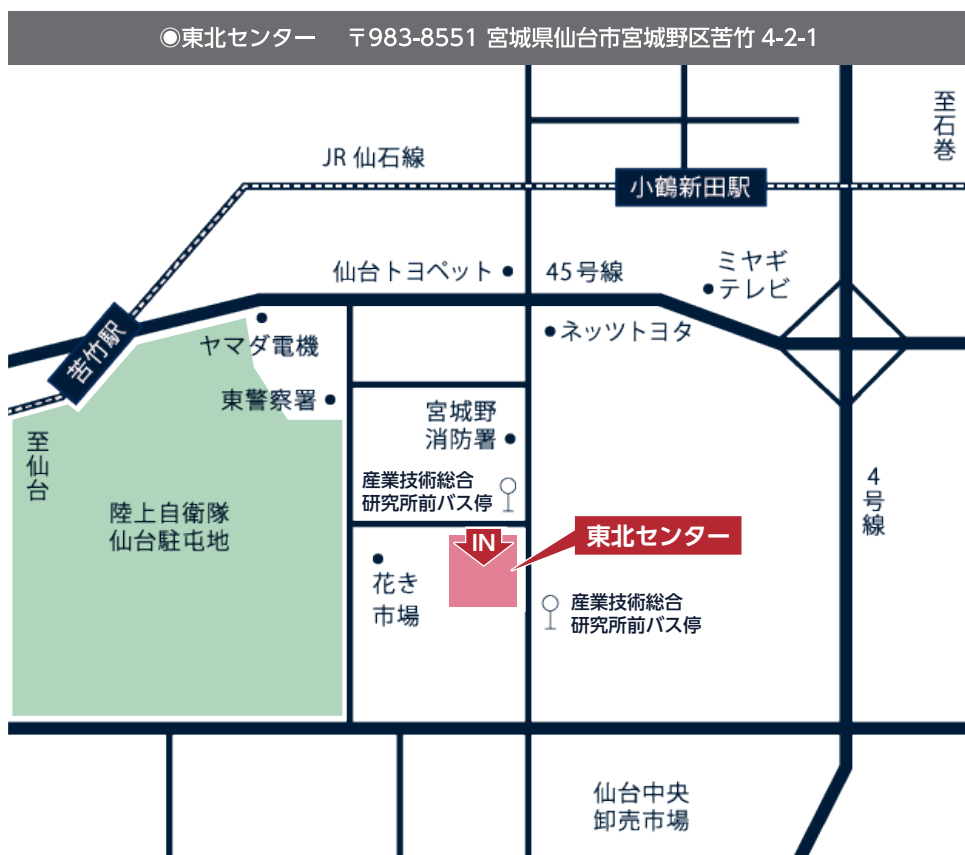 ◉東北センター 〒983-8551 宮城県仙台市宮城野区苦竹 4-2-1
至石巻
JR 仙石線
小鶴新田駅
仙台トヨペット
45号線
ミヤギ
テレビ
ネッツトヨタ
ヤマダ電機
苦竹駅
東警察署
宮城野
消防署
至仙台
産業技術総合
研究所前バス停
4号線
陸上自衛隊
仙台駐屯地
IN
東北センター
花き
市場
産業技術総合
研究所前バス停
仙台中央
卸売市場